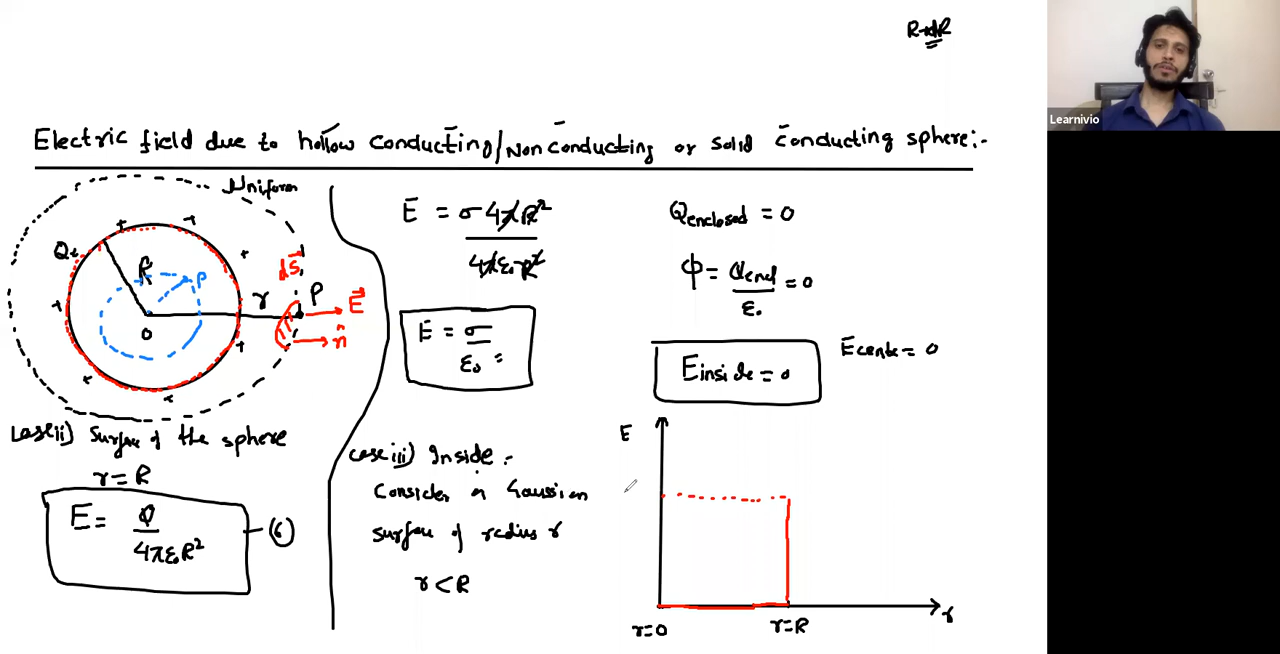 R→dR
Electric field due to hollow conducting/Non conducting or solid conducting sphere:-
Learnivio
Uniform
Q
+ + + + + + + +
R
P
O
r
dS⃗
P
E⃗
n̂
Case ii) Surface of the sphere
r = R
E = Q / 4πε₀R² — (6)
E = σ4πR² / 4πε₀R²
E = σ / ε₀
Case iii) Inside :-
Consider a Gaussian
surface of radius r
r < R
Qenclosed = 0
ϕ = qencl / ε₀ = 0
Einside = 0
Ecentre = 0
E
r=0
r=R
r